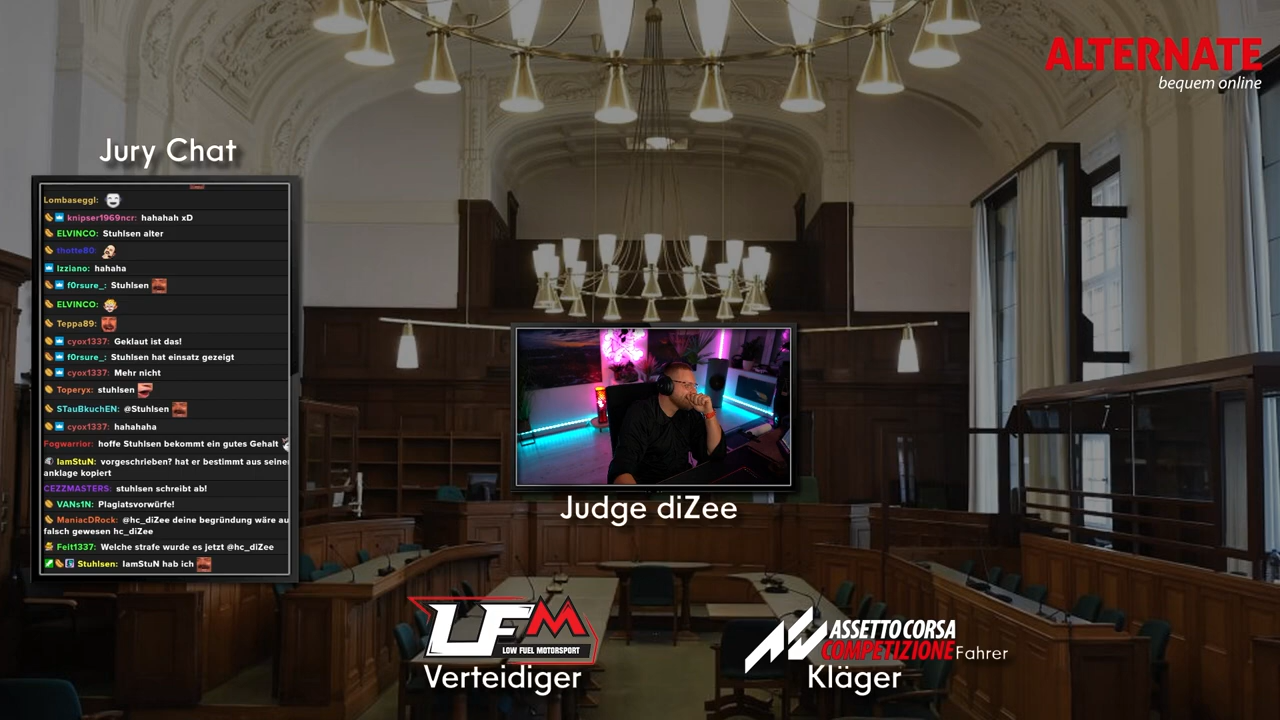 ALTERNATE
bequem online
Jury Chat
Lombaseggl:
knipser1969ncr: hahahah xD
ELVINCO: Stuhlsen alter
thotte80:
Izziano: hahaha
f0rsure_: Stuhlsen
ELVINCO:
Teppa89:
cyox1337: Geklaut ist das!
f0rsure_: Stuhlsen hat einsatz gezeigt
cyox1337: Mehr nicht
Toperyx: stuhlsen
STauBkuchEN: @Stuhlsen
cyox1337: hahahaha
Fogwarrior: hoffe Stuhlsen bekommt ein gutes Gehalt
IamStuN: vorgeschrieben? hat er bestimmt aus seine
anklage kopiert
CEZZMASTERS: stuhlsen schreibt ab!
VANs1N: Plagiatsvorwürfe!
ManiacDRock: @hc_diZee deine begründung wäre au
falsch gewesen hc_diZee
Feit1337: Welche strafe wurde es jetzt @hc_diZee
Stuhlsen: IamStuN hab ich
Judge diZee
LFM
LOW FUEL MOTORSPORT
Verteidiger
ASSETTO CORSA
COMPETIZIONE Fahrer
Kläger